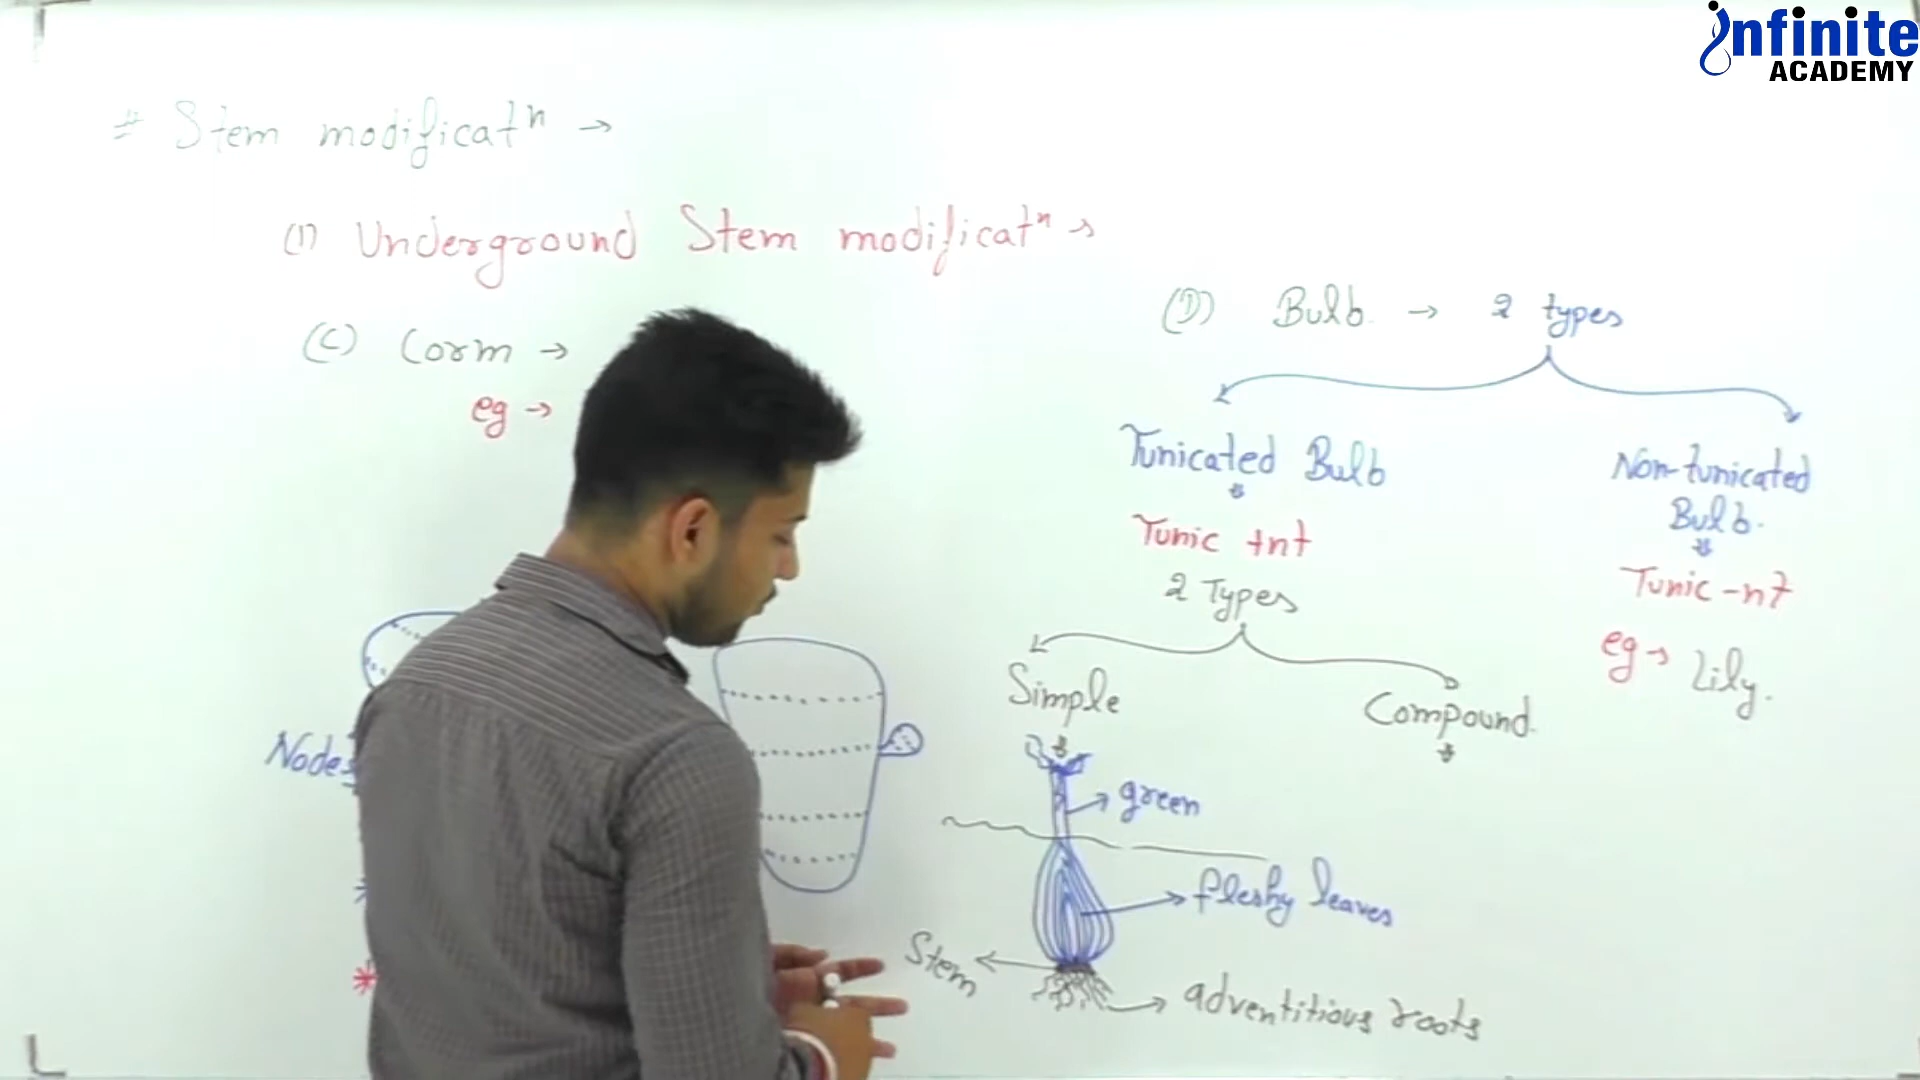 infinite
ACADEMY
# Stem modificatⁿ →
(1) Underground Stem modificatⁿ →
(C) Corm →
eg →
Nodes
*
(D) Bulb → 2 types
Tunicated Bulb
Tunic +nt
2 Types
Simple
Compound
green
fleshy leaves
Stem
adventitious roots
Non-tunicated
Bulb.
Tunic -nt
eg → Lily.